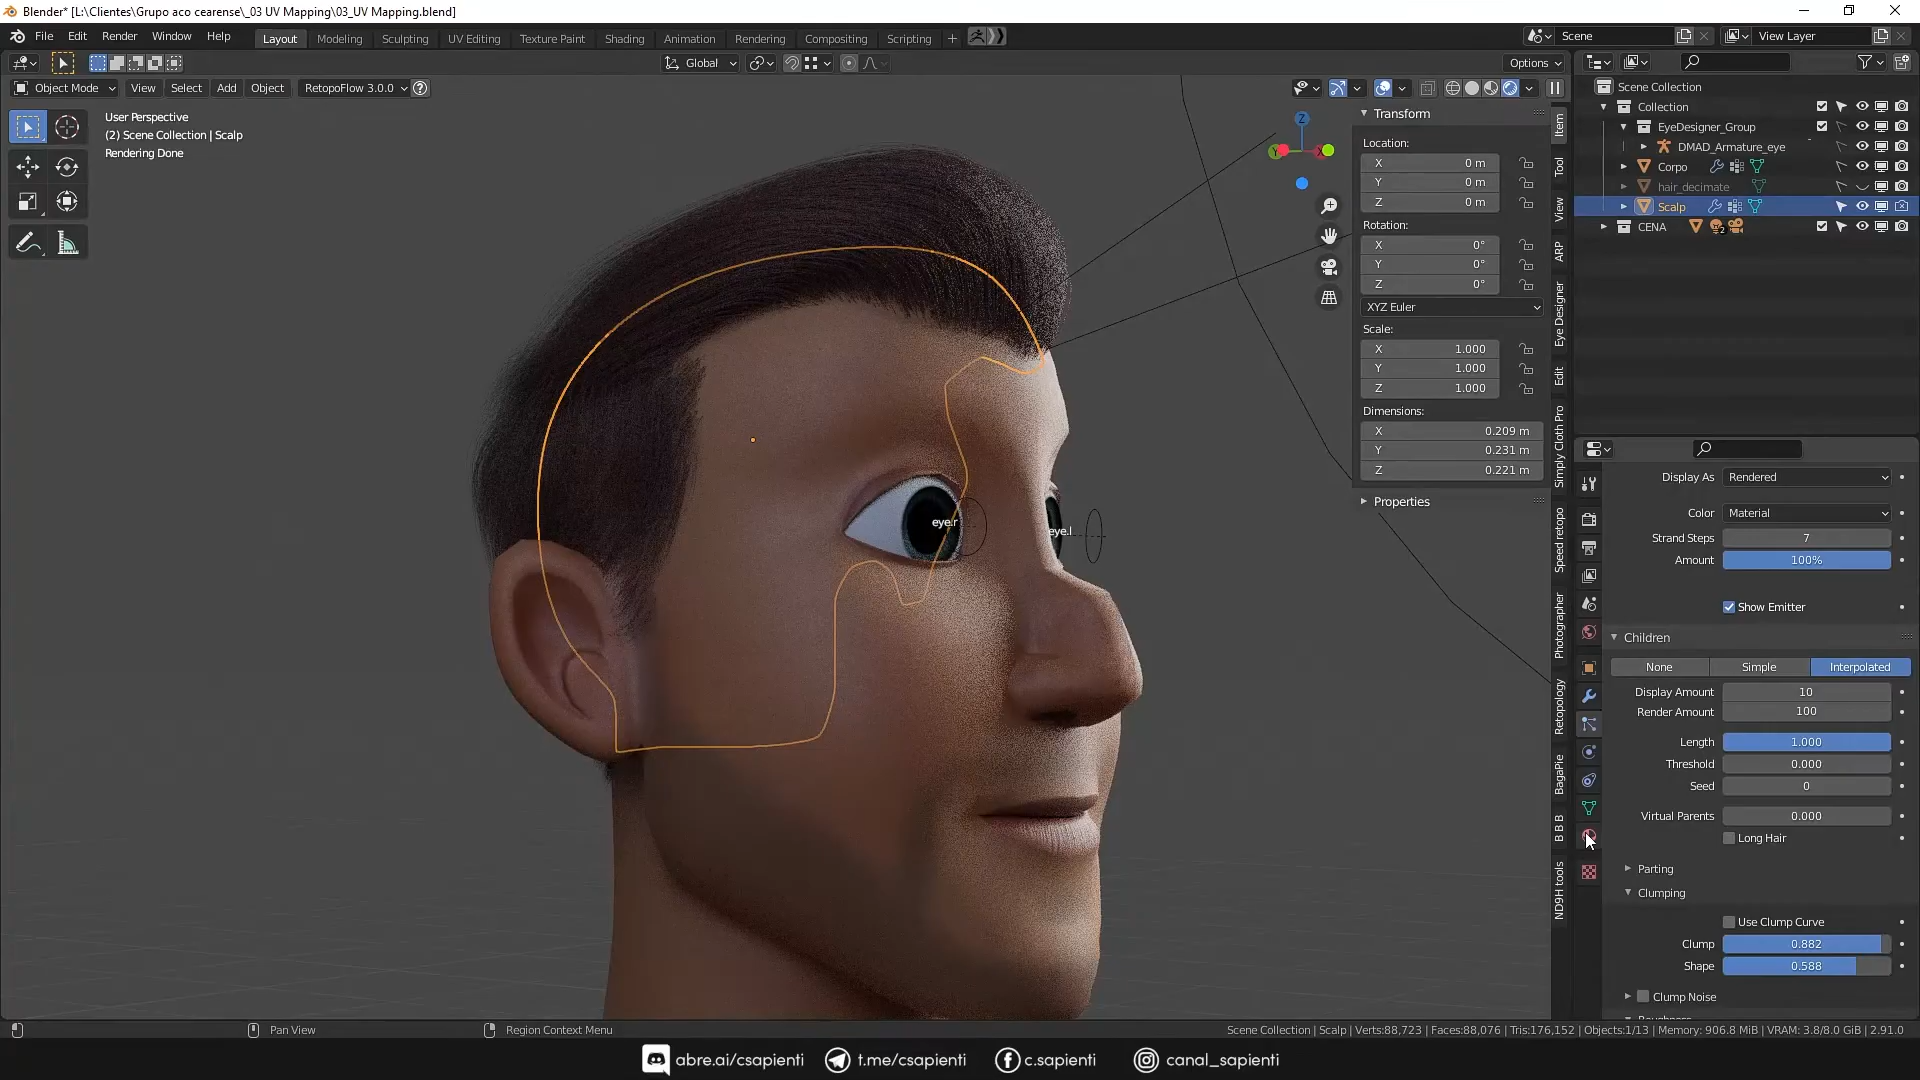 Blender* [L:\Clientes\Grupo aco cearense\_03 UV Mapping\03_UV Mapping.blend]
File Edit Render Window Help
Layout Modeling Sculpting UV Editing Texture Paint Shading Animation Rendering Compositing Scripting +
Scene
View Layer
Global
Options
Object Mode View Select Add Object RetopoFlow 3.0.0
User Perspective
(2) Scene Collection | Scalp
Rendering Done
eye.r
eye.l
Z
Transform
Location:
X 0 m
Y 0 m
Z 0 m
Rotation:
X 0°
Y 0°
Z 0°
XYZ Euler
Scale:
X 1.000
Y 1.000
Z 1.000
Dimensions:
X 0.209 m
Y 0.231 m
Z 0.221 m
Properties
Item
Tool
View
ARP
Eye Designer
Edit
Simply Cloth Pro
Speed retopo
Photographer
Retopology
BagaPie
B B B
ND9H tools
Scene Collection
Collection
EyeDesigner_Group
DMAD_Armature_eye
Corpo
hair_decimate
Scalp
CENA 2
Display As Rendered
Color Material
Strand Steps 7
Amount 100%
Show Emitter
Children
None Simple Interpolated
Display Amount 10
Render Amount 100
Length 1.000
Threshold 0.000
Seed 0
Virtual Parents 0.000
Long Hair
Parting
Clumping
Use Clump Curve
Clump 0.882
Shape 0.588
Clump Noise
Pan View
Region Context Menu
Scene Collection | Scalp | Verts:88,723 | Faces:88,076 | Tris:176,152 | Objects:1/13 | Memory: 906.8 MiB | VRAM: 3.8/8.0 GiB | 2.91.0
abre.ai/csapienti t.me/csapienti c.sapienti canal_sapienti